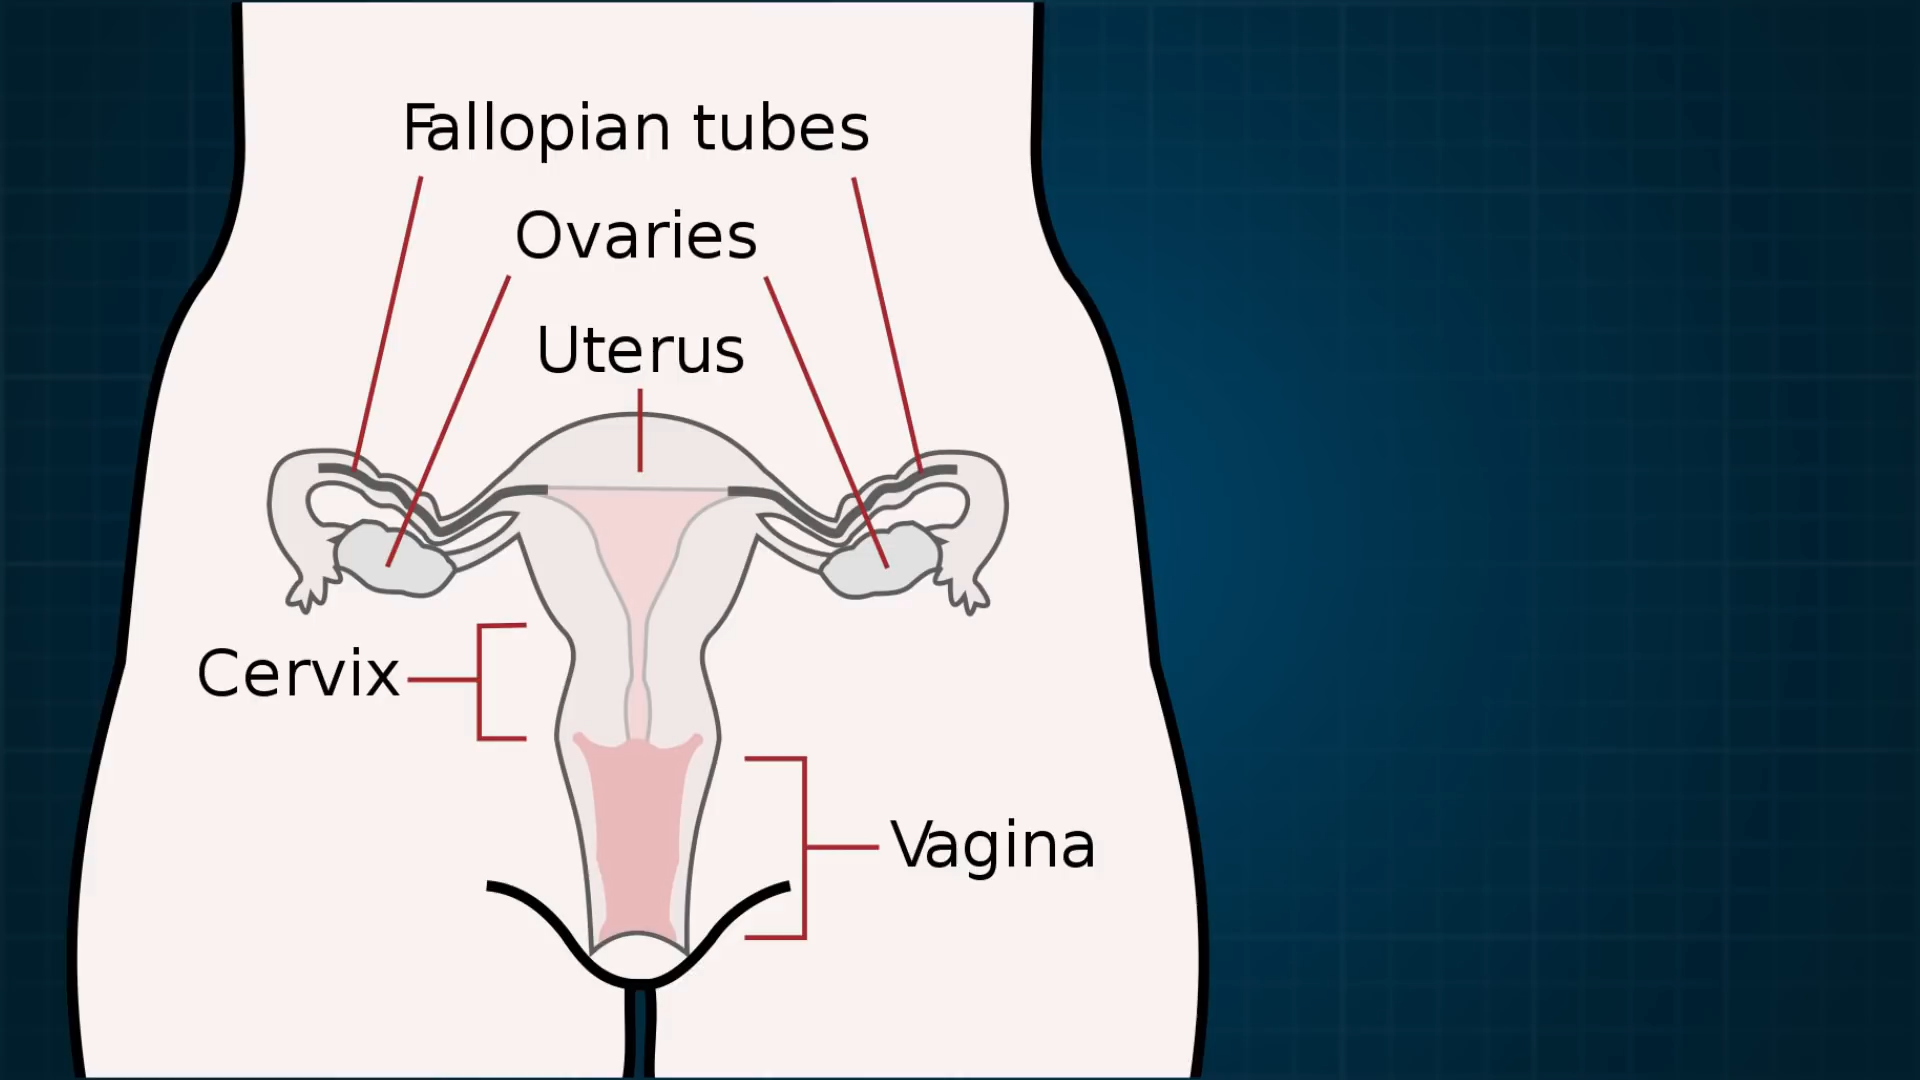 Fallopian tubes
Ovaries
Uterus
Cervix
Vagina